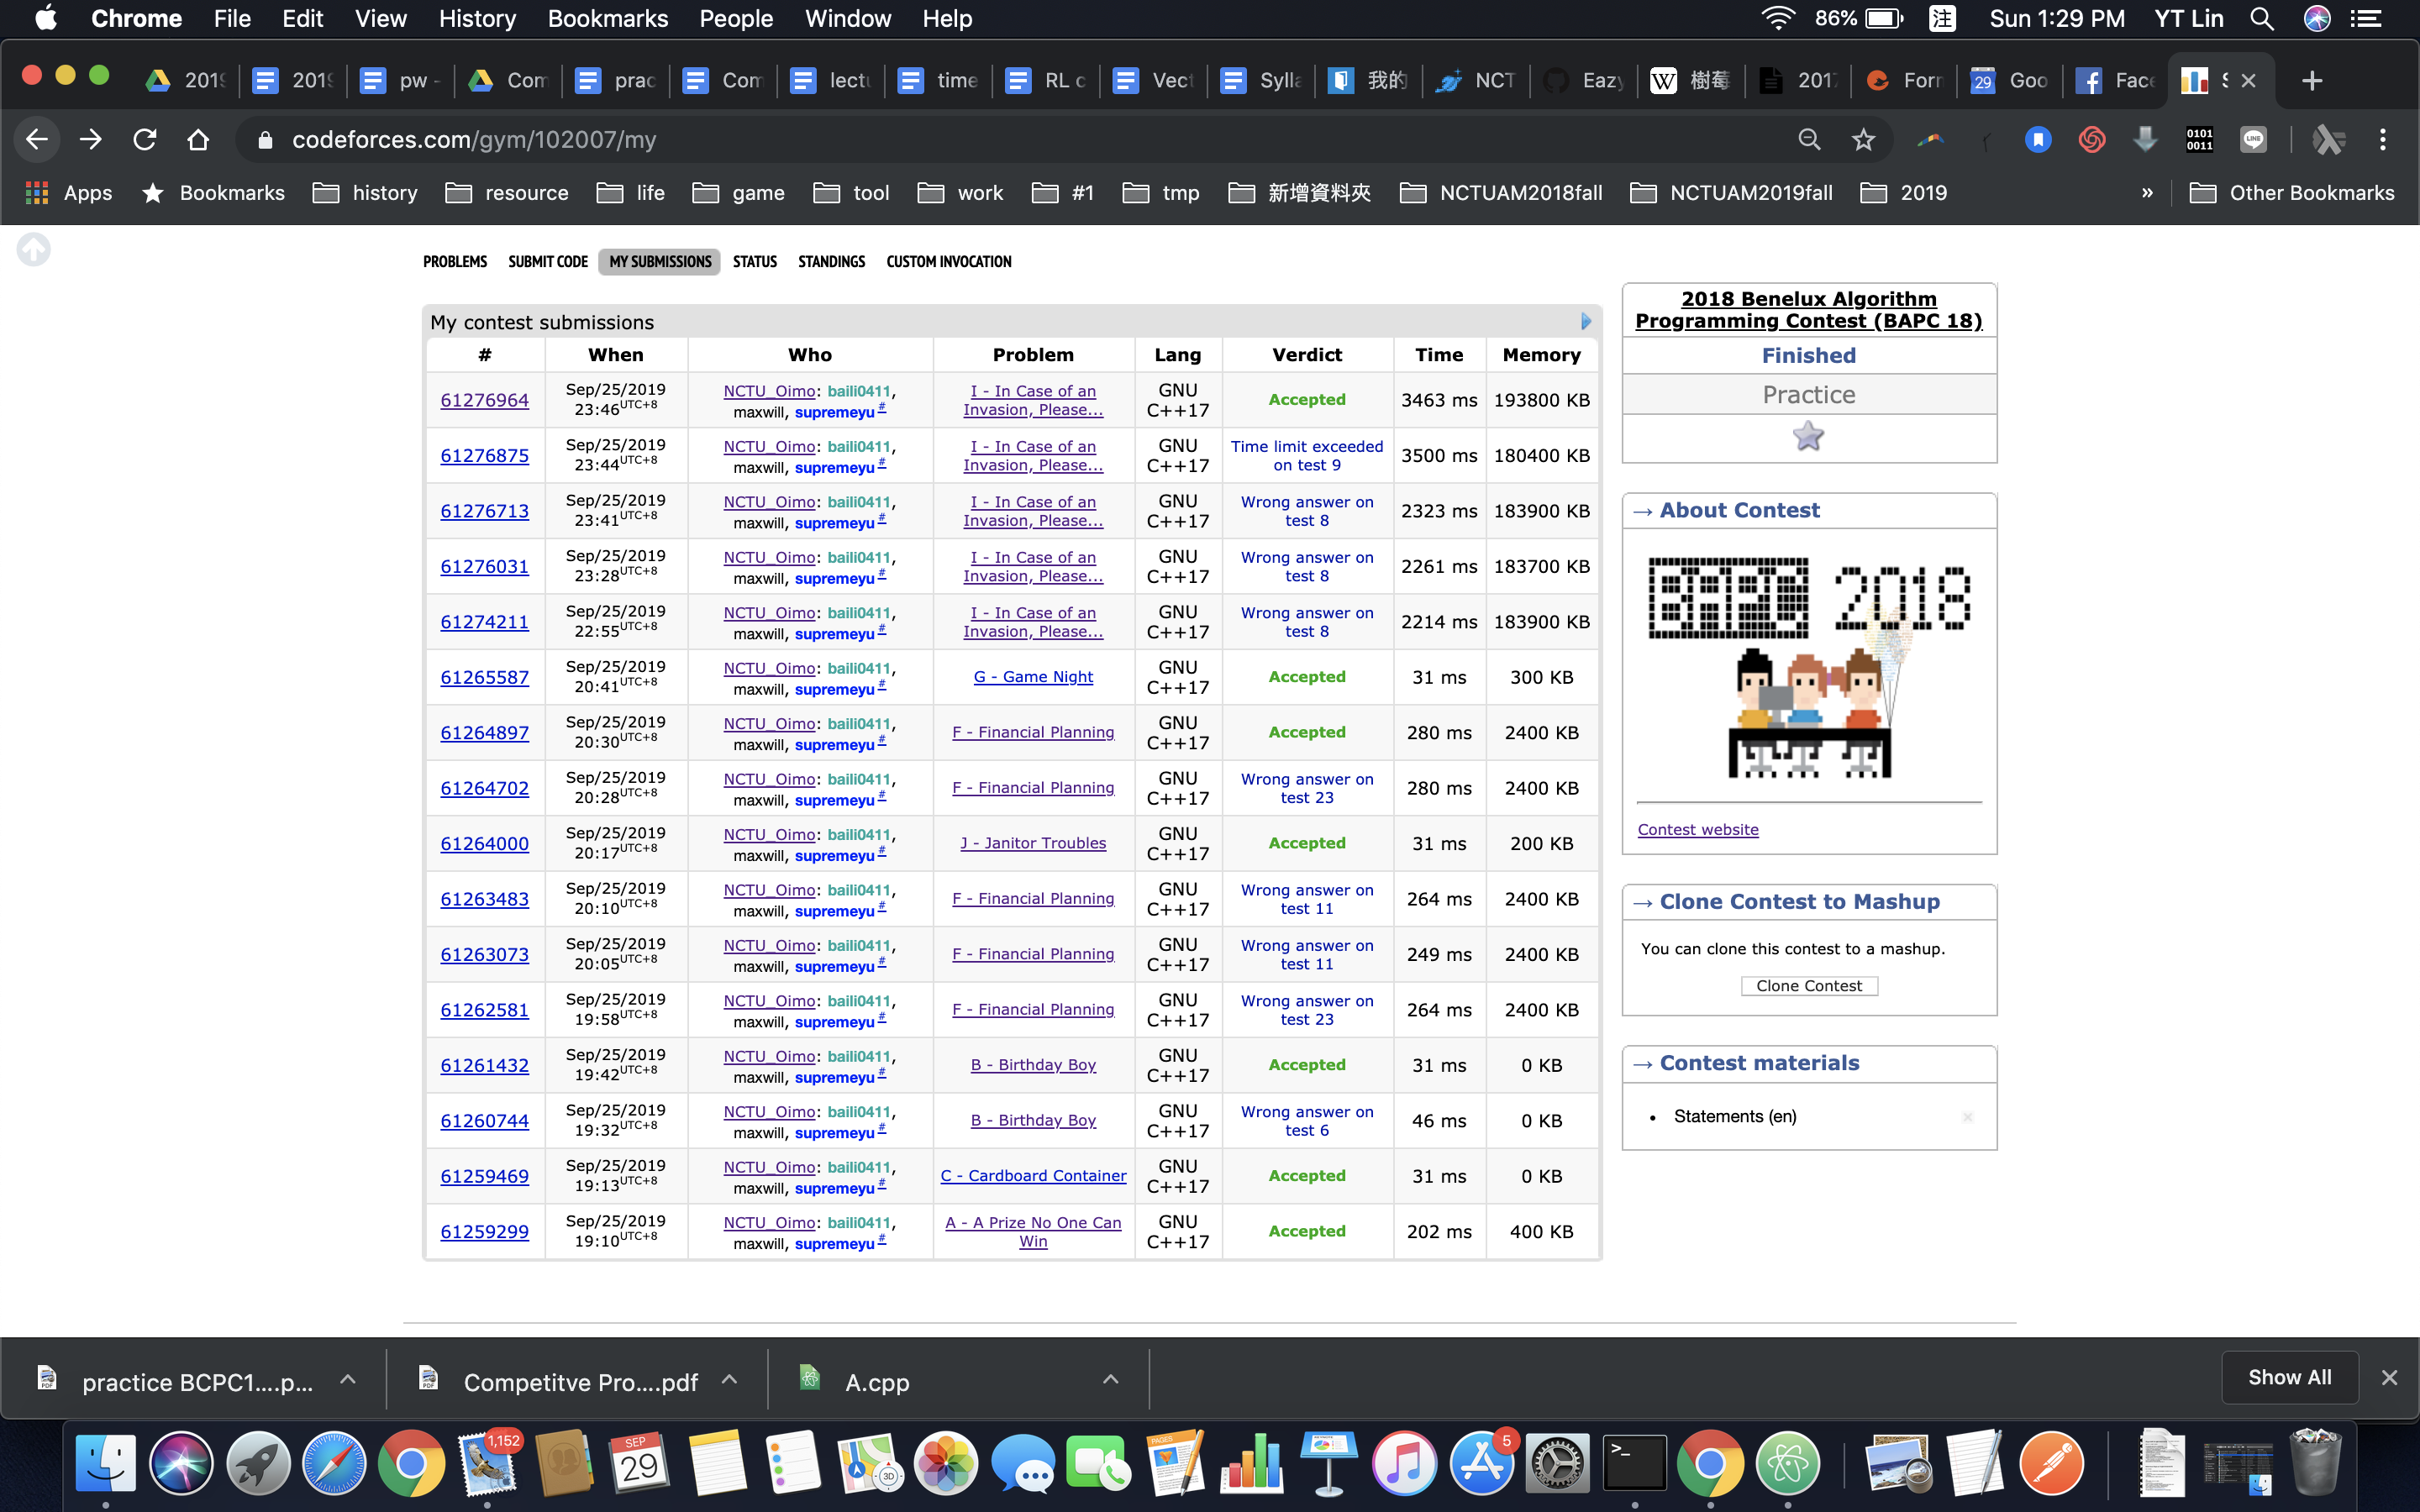 Chrome File Edit View History Bookmarks People Window Help 86% 注 Sun 1:29 PM YT Lin
2019 2019 pw - Com prac Com lectu time RL c Vect Sylla 我的 NCT Eazy W 樹莓 2017 Forr 29 Goo Face S
codeforces.com/gym/102007/my 0101 0011 LINE
Apps Bookmarks history resource life game tool work #1 tmp 新增資料夾 NCTUAM2018fall NCTUAM2019fall 2019 » Other Bookmarks
PROBLEMS SUBMIT CODE MY SUBMISSIONS STATUS STANDINGS CUSTOM INVOCATION
My contest submissions
# When Who Problem Lang Verdict Time Memory
61276964 Sep/25/2019 23:46UTC+8 NCTU_Oimo: baili0411, maxwill, supremeyu # I - In Case of an Invasion, Please... GNU C++17 Accepted 3463 ms 193800 KB
61276875 Sep/25/2019 23:44UTC+8 NCTU_Oimo: baili0411, maxwill, supremeyu # I - In Case of an Invasion, Please... GNU C++17 Time limit exceeded on test 9 3500 ms 180400 KB
61276713 Sep/25/2019 23:41UTC+8 NCTU_Oimo: baili0411, maxwill, supremeyu # I - In Case of an Invasion, Please... GNU C++17 Wrong answer on test 8 2323 ms 183900 KB
61276031 Sep/25/2019 23:28UTC+8 NCTU_Oimo: baili0411, maxwill, supremeyu # I - In Case of an Invasion, Please... GNU C++17 Wrong answer on test 8 2261 ms 183700 KB
61274211 Sep/25/2019 22:55UTC+8 NCTU_Oimo: baili0411, maxwill, supremeyu # I - In Case of an Invasion, Please... GNU C++17 Wrong answer on test 8 2214 ms 183900 KB
61265587 Sep/25/2019 20:41UTC+8 NCTU_Oimo: baili0411, maxwill, supremeyu # G - Game Night GNU C++17 Accepted 31 ms 300 KB
61264897 Sep/25/2019 20:30UTC+8 NCTU_Oimo: baili0411, maxwill, supremeyu # F - Financial Planning GNU C++17 Accepted 280 ms 2400 KB
61264702 Sep/25/2019 20:28UTC+8 NCTU_Oimo: baili0411, maxwill, supremeyu # F - Financial Planning GNU C++17 Wrong answer on test 23 280 ms 2400 KB
61264000 Sep/25/2019 20:17UTC+8 NCTU_Oimo: baili0411, maxwill, supremeyu # J - Janitor Troubles GNU C++17 Accepted 31 ms 200 KB
61263483 Sep/25/2019 20:10UTC+8 NCTU_Oimo: baili0411, maxwill, supremeyu # F - Financial Planning GNU C++17 Wrong answer on test 11 264 ms 2400 KB
61263073 Sep/25/2019 20:05UTC+8 NCTU_Oimo: baili0411, maxwill, supremeyu # F - Financial Planning GNU C++17 Wrong answer on test 11 249 ms 2400 KB
61262581 Sep/25/2019 19:58UTC+8 NCTU_Oimo: baili0411, maxwill, supremeyu # F - Financial Planning GNU C++17 Wrong answer on test 23 264 ms 2400 KB
61261432 Sep/25/2019 19:42UTC+8 NCTU_Oimo: baili0411, maxwill, supremeyu # B - Birthday Boy GNU C++17 Accepted 31 ms 0 KB
61260744 Sep/25/2019 19:32UTC+8 NCTU_Oimo: baili0411, maxwill, supremeyu # B - Birthday Boy GNU C++17 Wrong answer on test 6 46 ms 0 KB
61259469 Sep/25/2019 19:13UTC+8 NCTU_Oimo: baili0411, maxwill, supremeyu # C - Cardboard Container GNU C++17 Accepted 31 ms 0 KB
61259299 Sep/25/2019 19:10UTC+8 NCTU_Oimo: baili0411, maxwill, supremeyu # A - A Prize No One Can Win GNU C++17 Accepted 202 ms 400 KB
2018 Benelux Algorithm
Programming Contest (BAPC 18)
Finished
Practice
→ About Contest
BAPC 2018
Contest website
→ Clone Contest to Mashup
You can clone this contest to a mashup.
Clone Contest
→ Contest materials
• Statements (en)
practice BCPC1....p... Competitve Pro....pdf A.cpp Show All
1,152 SEP 29 3D PAGES 5 >_